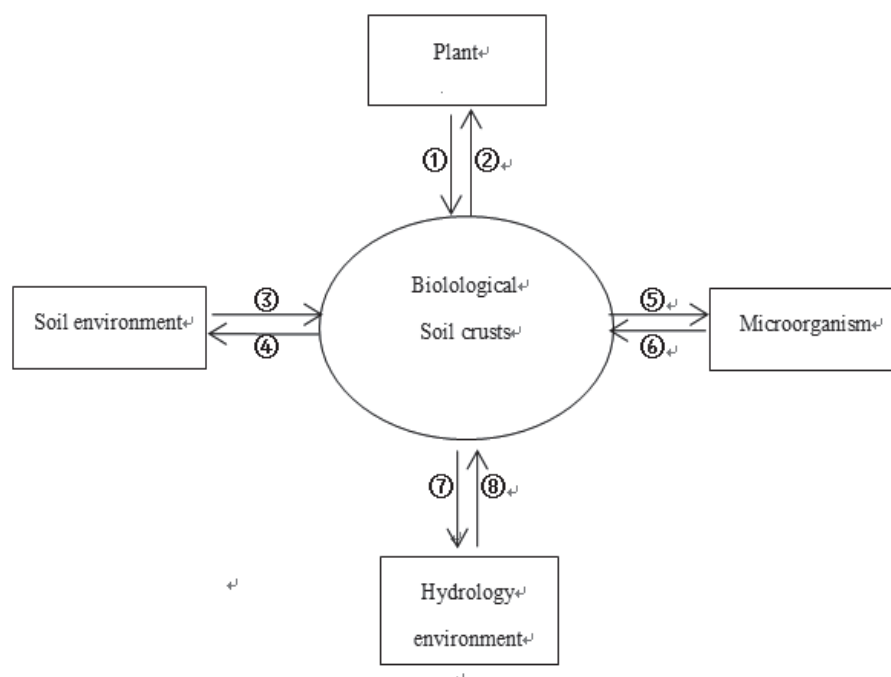 Plant
① ②
Biolological
Soil crusts
③
Soil environment
④
⑤
Microorganism
⑥
⑦ ⑧
Hydrology
environment